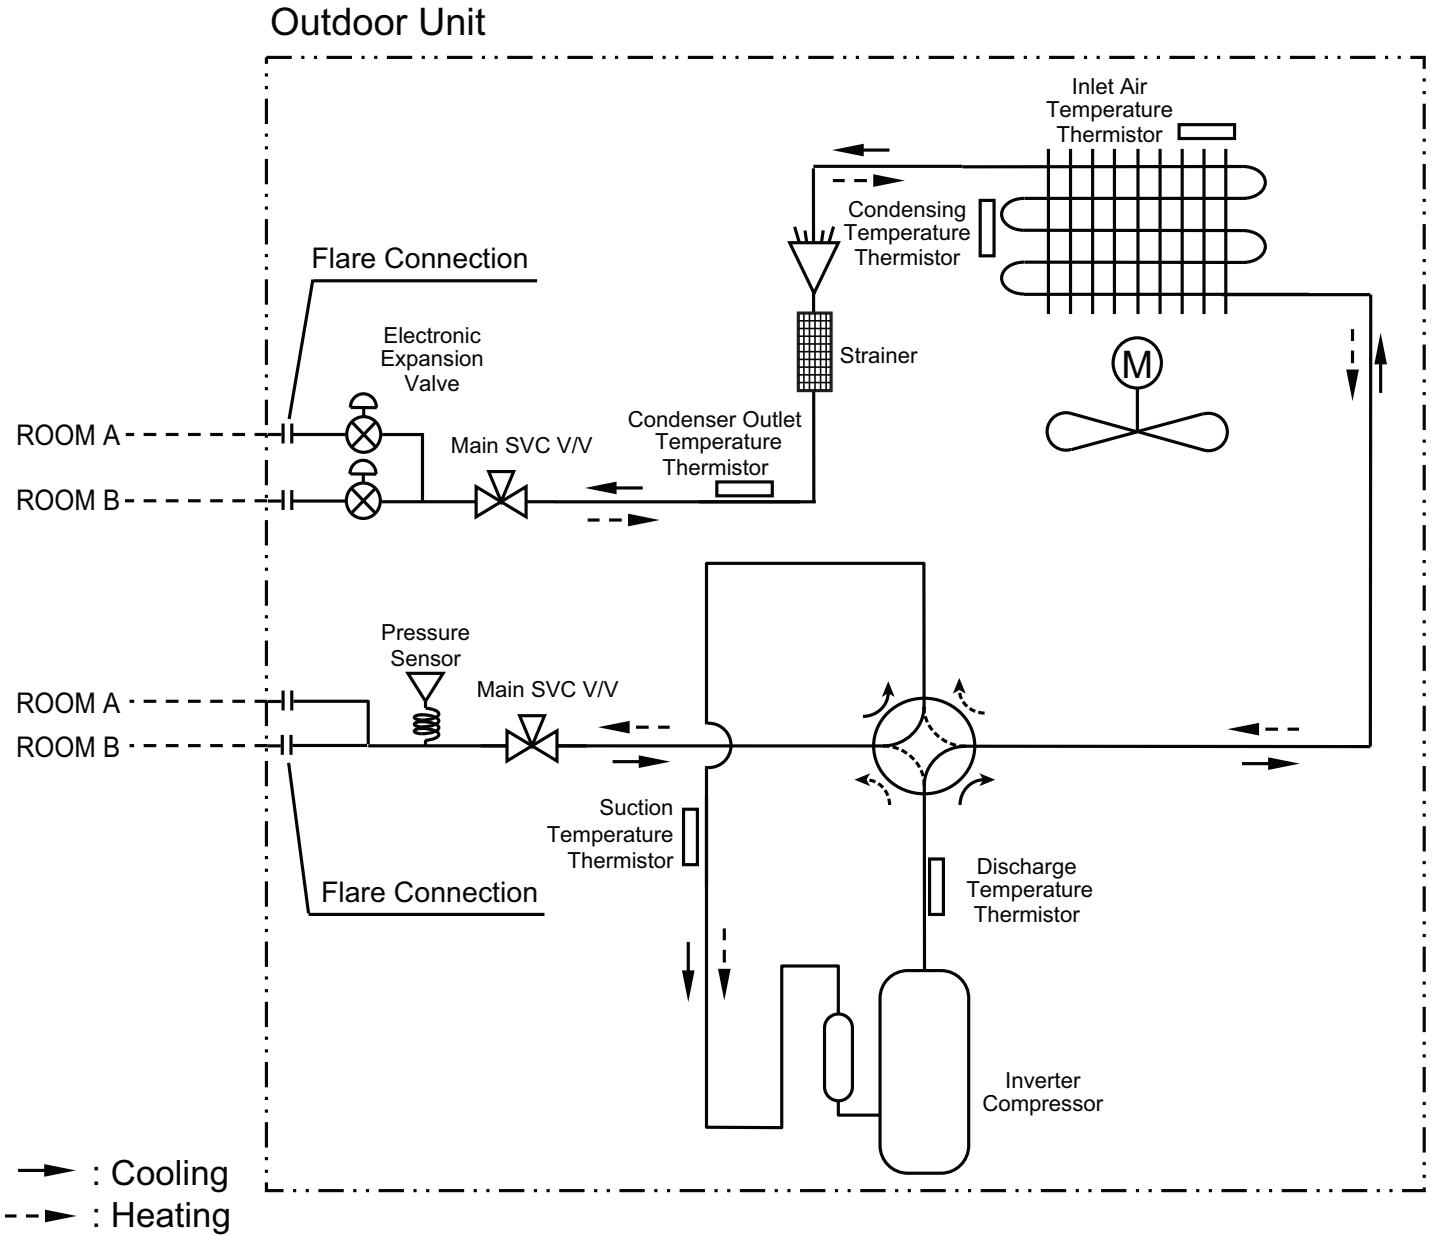 Outdoor Unit
Inlet Air
Temperature
Thermistor
Condensing
Temperature
Thermistor
Flare Connection
Electronic
Expansion
Valve
Strainer
M
Condenser Outlet
Temperature
Thermistor
ROOM A
Main SVC V/V
ROOM B
Pressure
Sensor
ROOM A
Main SVC V/V
ROOM B
Suction
Temperature
Thermistor
Flare Connection
Discharge
Temperature
Thermistor
Inverter
Compressor
: Cooling
: Heating